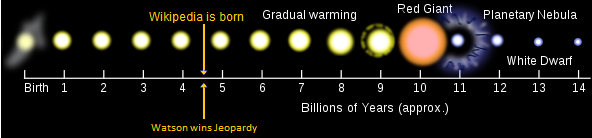 Wikipedia is born
Gradual warming
Red Giant
Planetary Nebula
White Dwarf
Birth 1 2 3 4 5 6 7 8 9 10 11 12 13 14
Billions of Years (approx.)
Watson wins Jeopardy